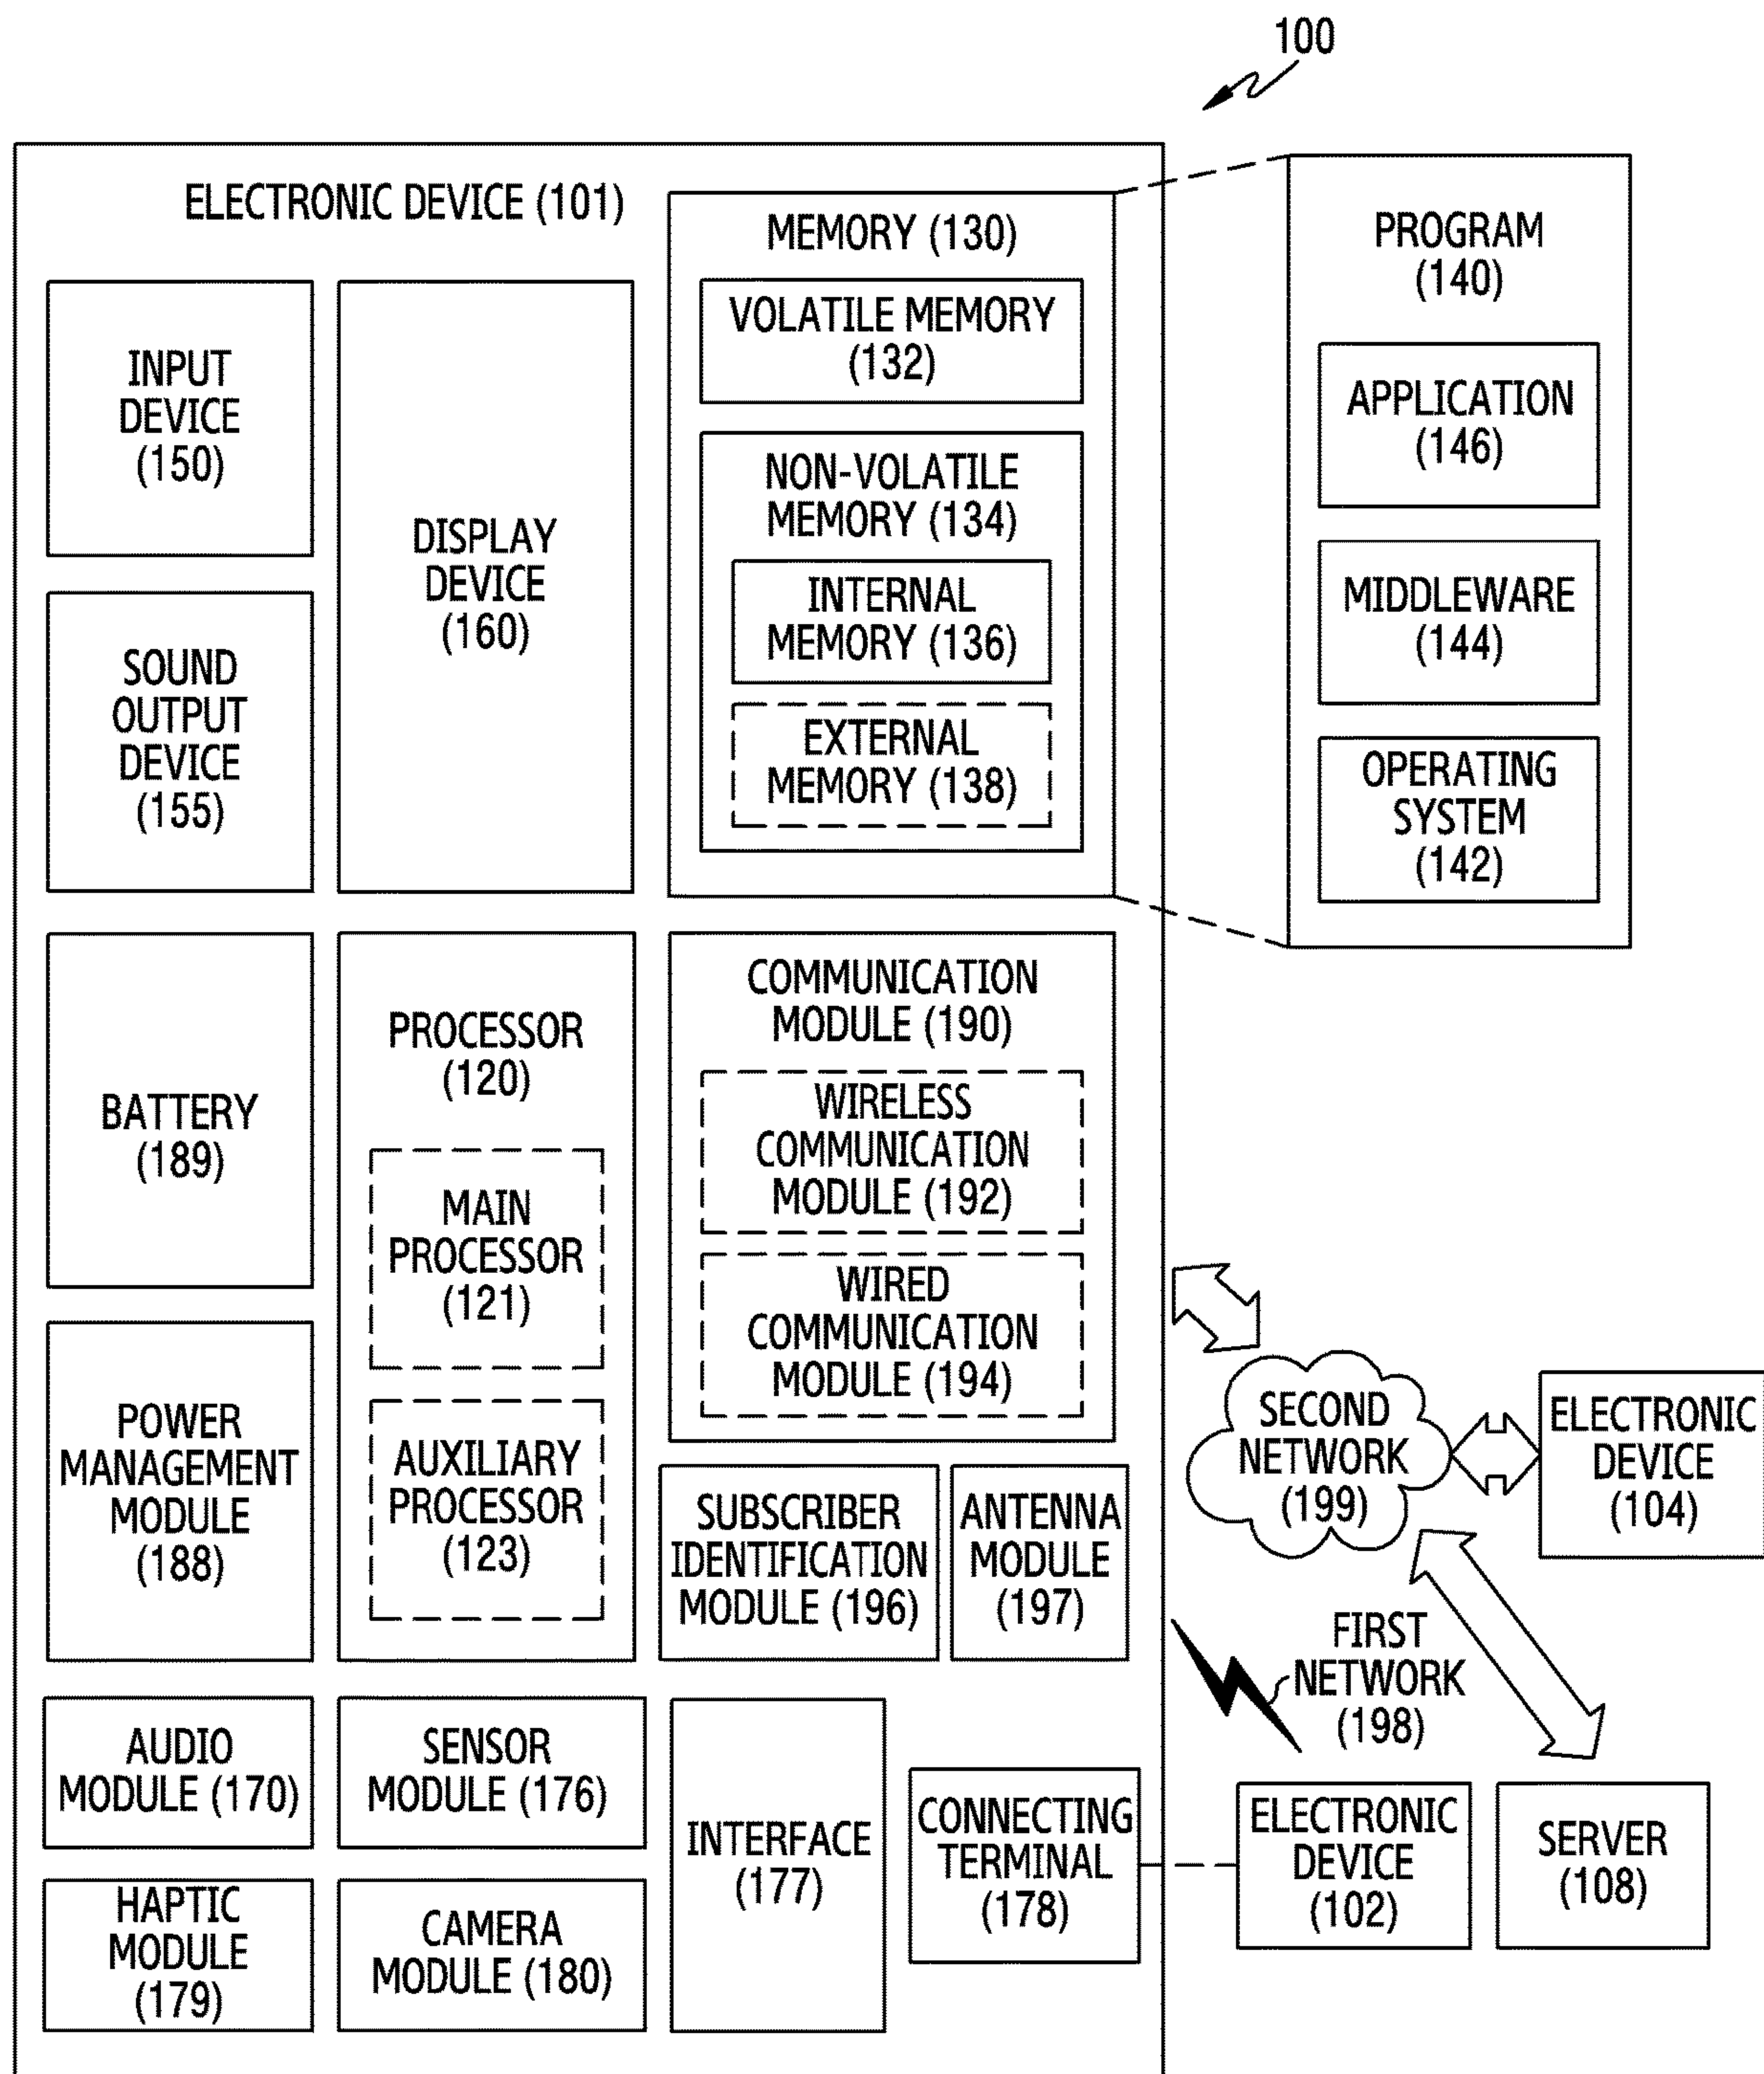 100
ELECTRONIC DEVICE (101)
INPUT
DEVICE
(150)
SOUND
OUTPUT
DEVICE
(155)
DISPLAY
DEVICE
(160)
MEMORY (130)
VOLATILE MEMORY
(132)
NON-VOLATILE
MEMORY (134)
INTERNAL
MEMORY (136)
EXTERNAL
MEMORY (138)
PROGRAM
(140)
APPLICATION
(146)
MIDDLEWARE
(144)
OPERATING
SYSTEM
(142)
BATTERY
(189)
POWER
MANAGEMENT
MODULE
(188)
PROCESSOR
(120)
MAIN
PROCESSOR
(121)
AUXILIARY
PROCESSOR
(123)
COMMUNICATION
MODULE (190)
WIRELESS
COMMUNICATION
MODULE (192)
WIRED
COMMUNICATION
MODULE (194)
SUBSCRIBER
IDENTIFICATION
MODULE (196)
ANTENNA
MODULE
(197)
SECOND
NETWORK
(199)
ELECTRONIC
DEVICE
(104)
FIRST
NETWORK
(198)
AUDIO
MODULE (170)
SENSOR
MODULE (176)
HAPTIC
MODULE
(179)
CAMERA
MODULE (180)
INTERFACE
(177)
CONNECTING
TERMINAL
(178)
ELECTRONIC
DEVICE
(102)
SERVER
(108)